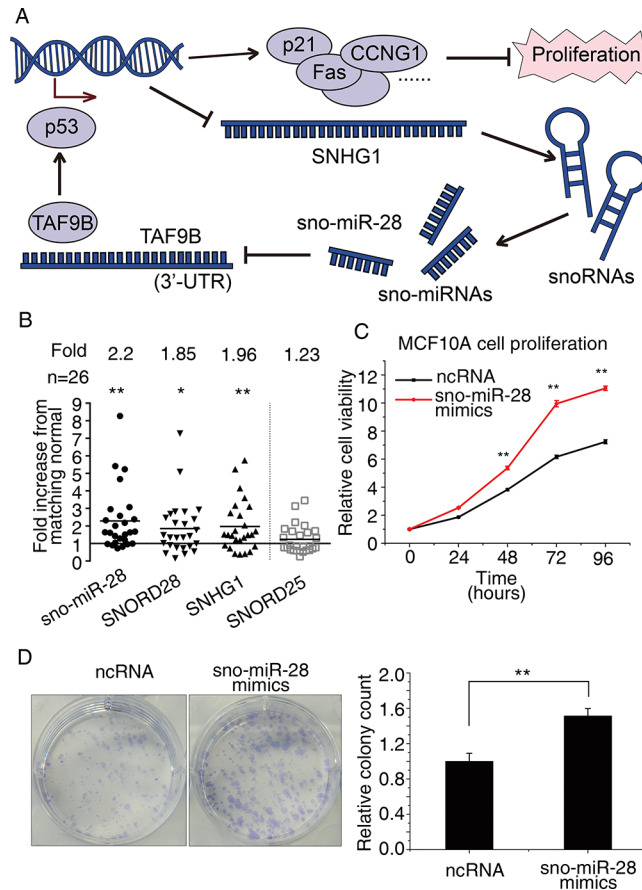 A
p21
CCNG1
Fas
......
Proliferation
p53
SNHG1
TAF9B
TAF9B
(3'-UTR)
sno-miR-28
sno-miRNAs
snoRNAs
B
Fold 2.2 1.85 1.96 1.23
n=26 ** * **
Fold increase from
matching normal
9
8
7
6
5
4
3
2
1
0
sno-miR-28
SNORD28
SNHG1
SNORD25
C
MCF10A cell proliferation
ncRNA
sno-miR-28
mimics
** ** **
Relative cell viability
12
10
8
6
4
2
0
0 24 48 72 96
Time
(hours)
D
ncRNA
sno-miR-28
mimics
Relative colony count
2.0
1.6
1.2
0.8
0.4
0.0
**
ncRNA
sno-miR-28
mimics